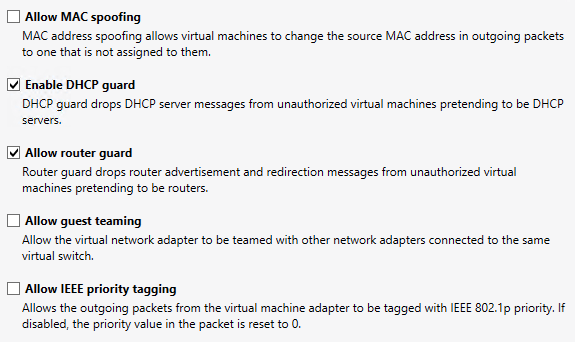 Allow MAC spoofing
MAC address spoofing allows virtual machines to change the source MAC address in outgoing packets
to one that is not assigned to them.
Enable DHCP guard
DHCP guard drops DHCP server messages from unauthorized virtual machines pretending to be DHCP
servers.
Allow router guard
Router guard drops router advertisement and redirection messages from unauthorized virtual
machines pretending to be routers.
Allow guest teaming
Allow the virtual network adapter to be teamed with other network adapters connected to the same
virtual switch.
Allow IEEE priority tagging
Allows the outgoing packets from the virtual machine adapter to be tagged with IEEE 802.1p priority. If
disabled, the priority value in the packet is reset to 0.